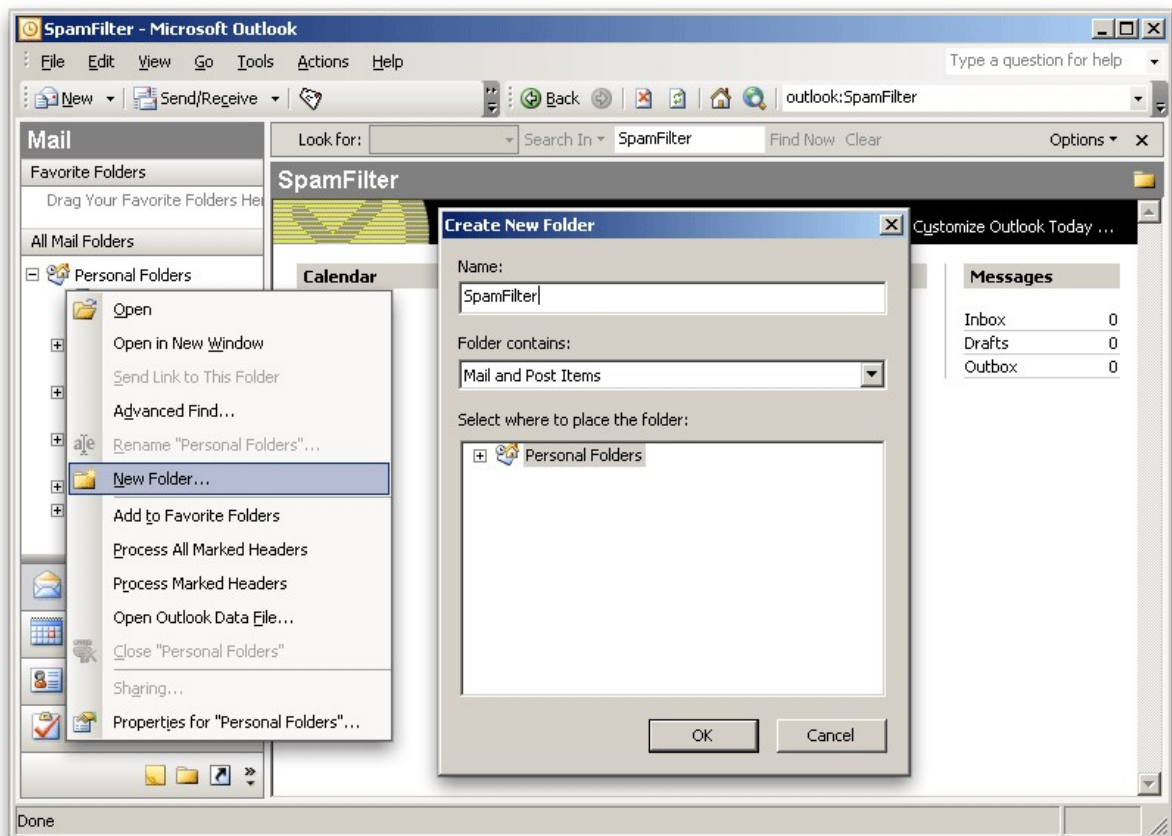 SpamFilter - Microsoft Outlook
File Edit View Go Tools Actions Help Type a question for help
New Send/Receive Back outlook:SpamFilter
Mail
Look for: Search In SpamFilter Find Now Clear Options
Favorite Folders
Drag Your Favorite Folders He
SpamFilter
All Mail Folders
Personal Folders
Customize Outlook Today ...
Calendar
Messages
Inbox 0
Drafts 0
Outbox 0
Open
Open in New Window
Send Link to This Folder
Advanced Find...
Rename "Personal Folders"...
New Folder...
Add to Favorite Folders
Process All Marked Headers
Process Marked Headers
Open Outlook Data File...
Close "Personal Folders"
Sharing...
Properties for "Personal Folders"...
Create New Folder
Name:
SpamFilter
Folder contains:
Mail and Post Items
Select where to place the folder:
Personal Folders
OK Cancel
Done